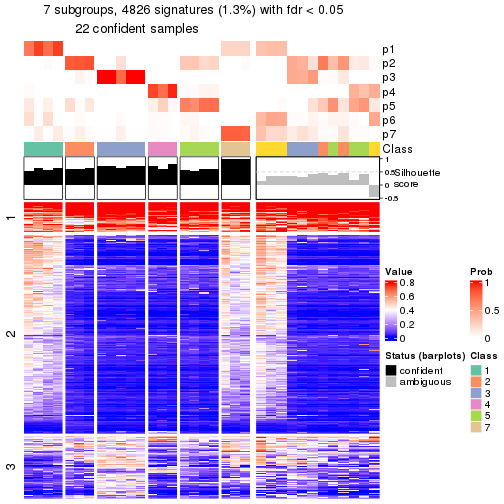 7 subgroups, 4826 signatures (1.3%) with fdr < 0.05
22 confident samples
p1
p2
p3
p4
p5
p6
p7
Class
1
0.5
0
-0.5
Silhouette
score
1
2
3
Value
0.8
0.6
0.4
0.2
0
Prob
1
0.5
0
Status (barplots)
confident
ambiguous
Class
1
2
3
4
5
7